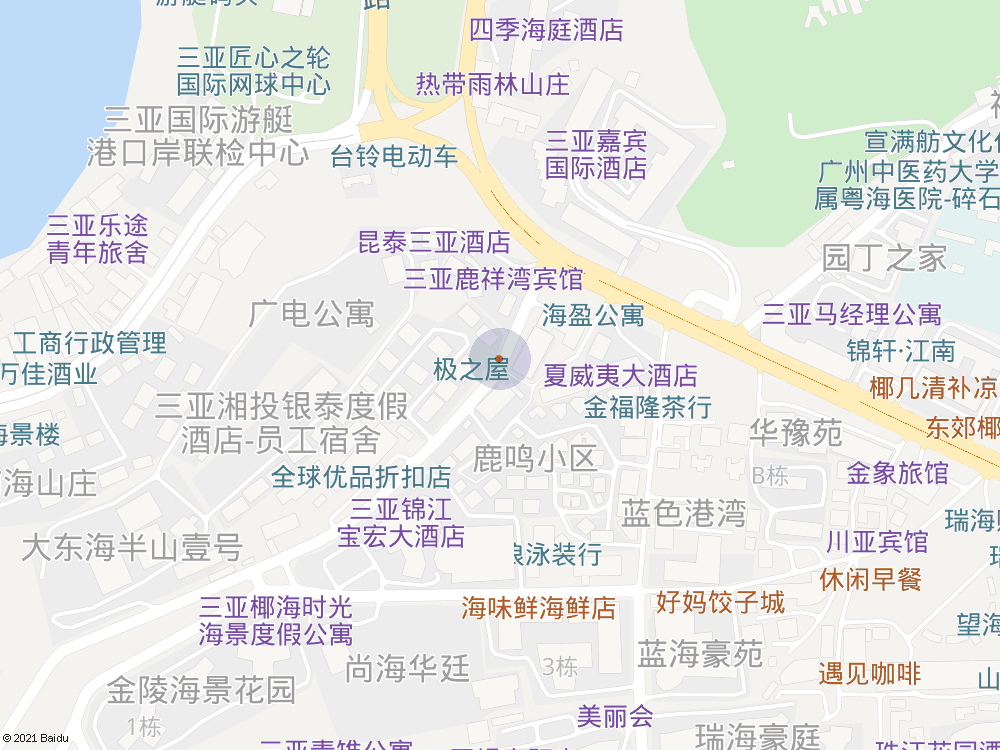 四季海庭酒店
三亚匠心之轮
国际网球中心
热带雨林山庄
三亚国际游艇
港口岸联检中心
台铃电动车
三亚嘉宾
国际酒店
宣满舫文化
广州中医药大学
属粤海医院-碎石
三亚乐途
青年旅舍
昆泰三亚酒店
园丁之家
三亚鹿祥湾宾馆
广电公寓
海盈公寓
三亚马经理公寓
工商行政管理
万佳酒业
锦轩·江南
极之屋
夏威夷大酒店
椰几清补凉
三亚湘投银泰度假
酒店-员工宿舍
金福隆茶行
东郊椰
海景楼
华豫苑
鹿鸣小区
全球优品折扣店
B栋
金象旅馆
海山庄
三亚锦江
宝宏大酒店
蓝色港湾
瑞海
大东海半山壹号
泳装行
川亚宾馆
休闲早餐
三亚椰海时光
海景度假公寓
海味鲜海鲜店
好妈饺子城
望海
尚海华廷
3栋
蓝海豪苑
遇见咖啡
山
金陵海景花园
1栋
美丽会
瑞海豪庭
© 2021 Baidu